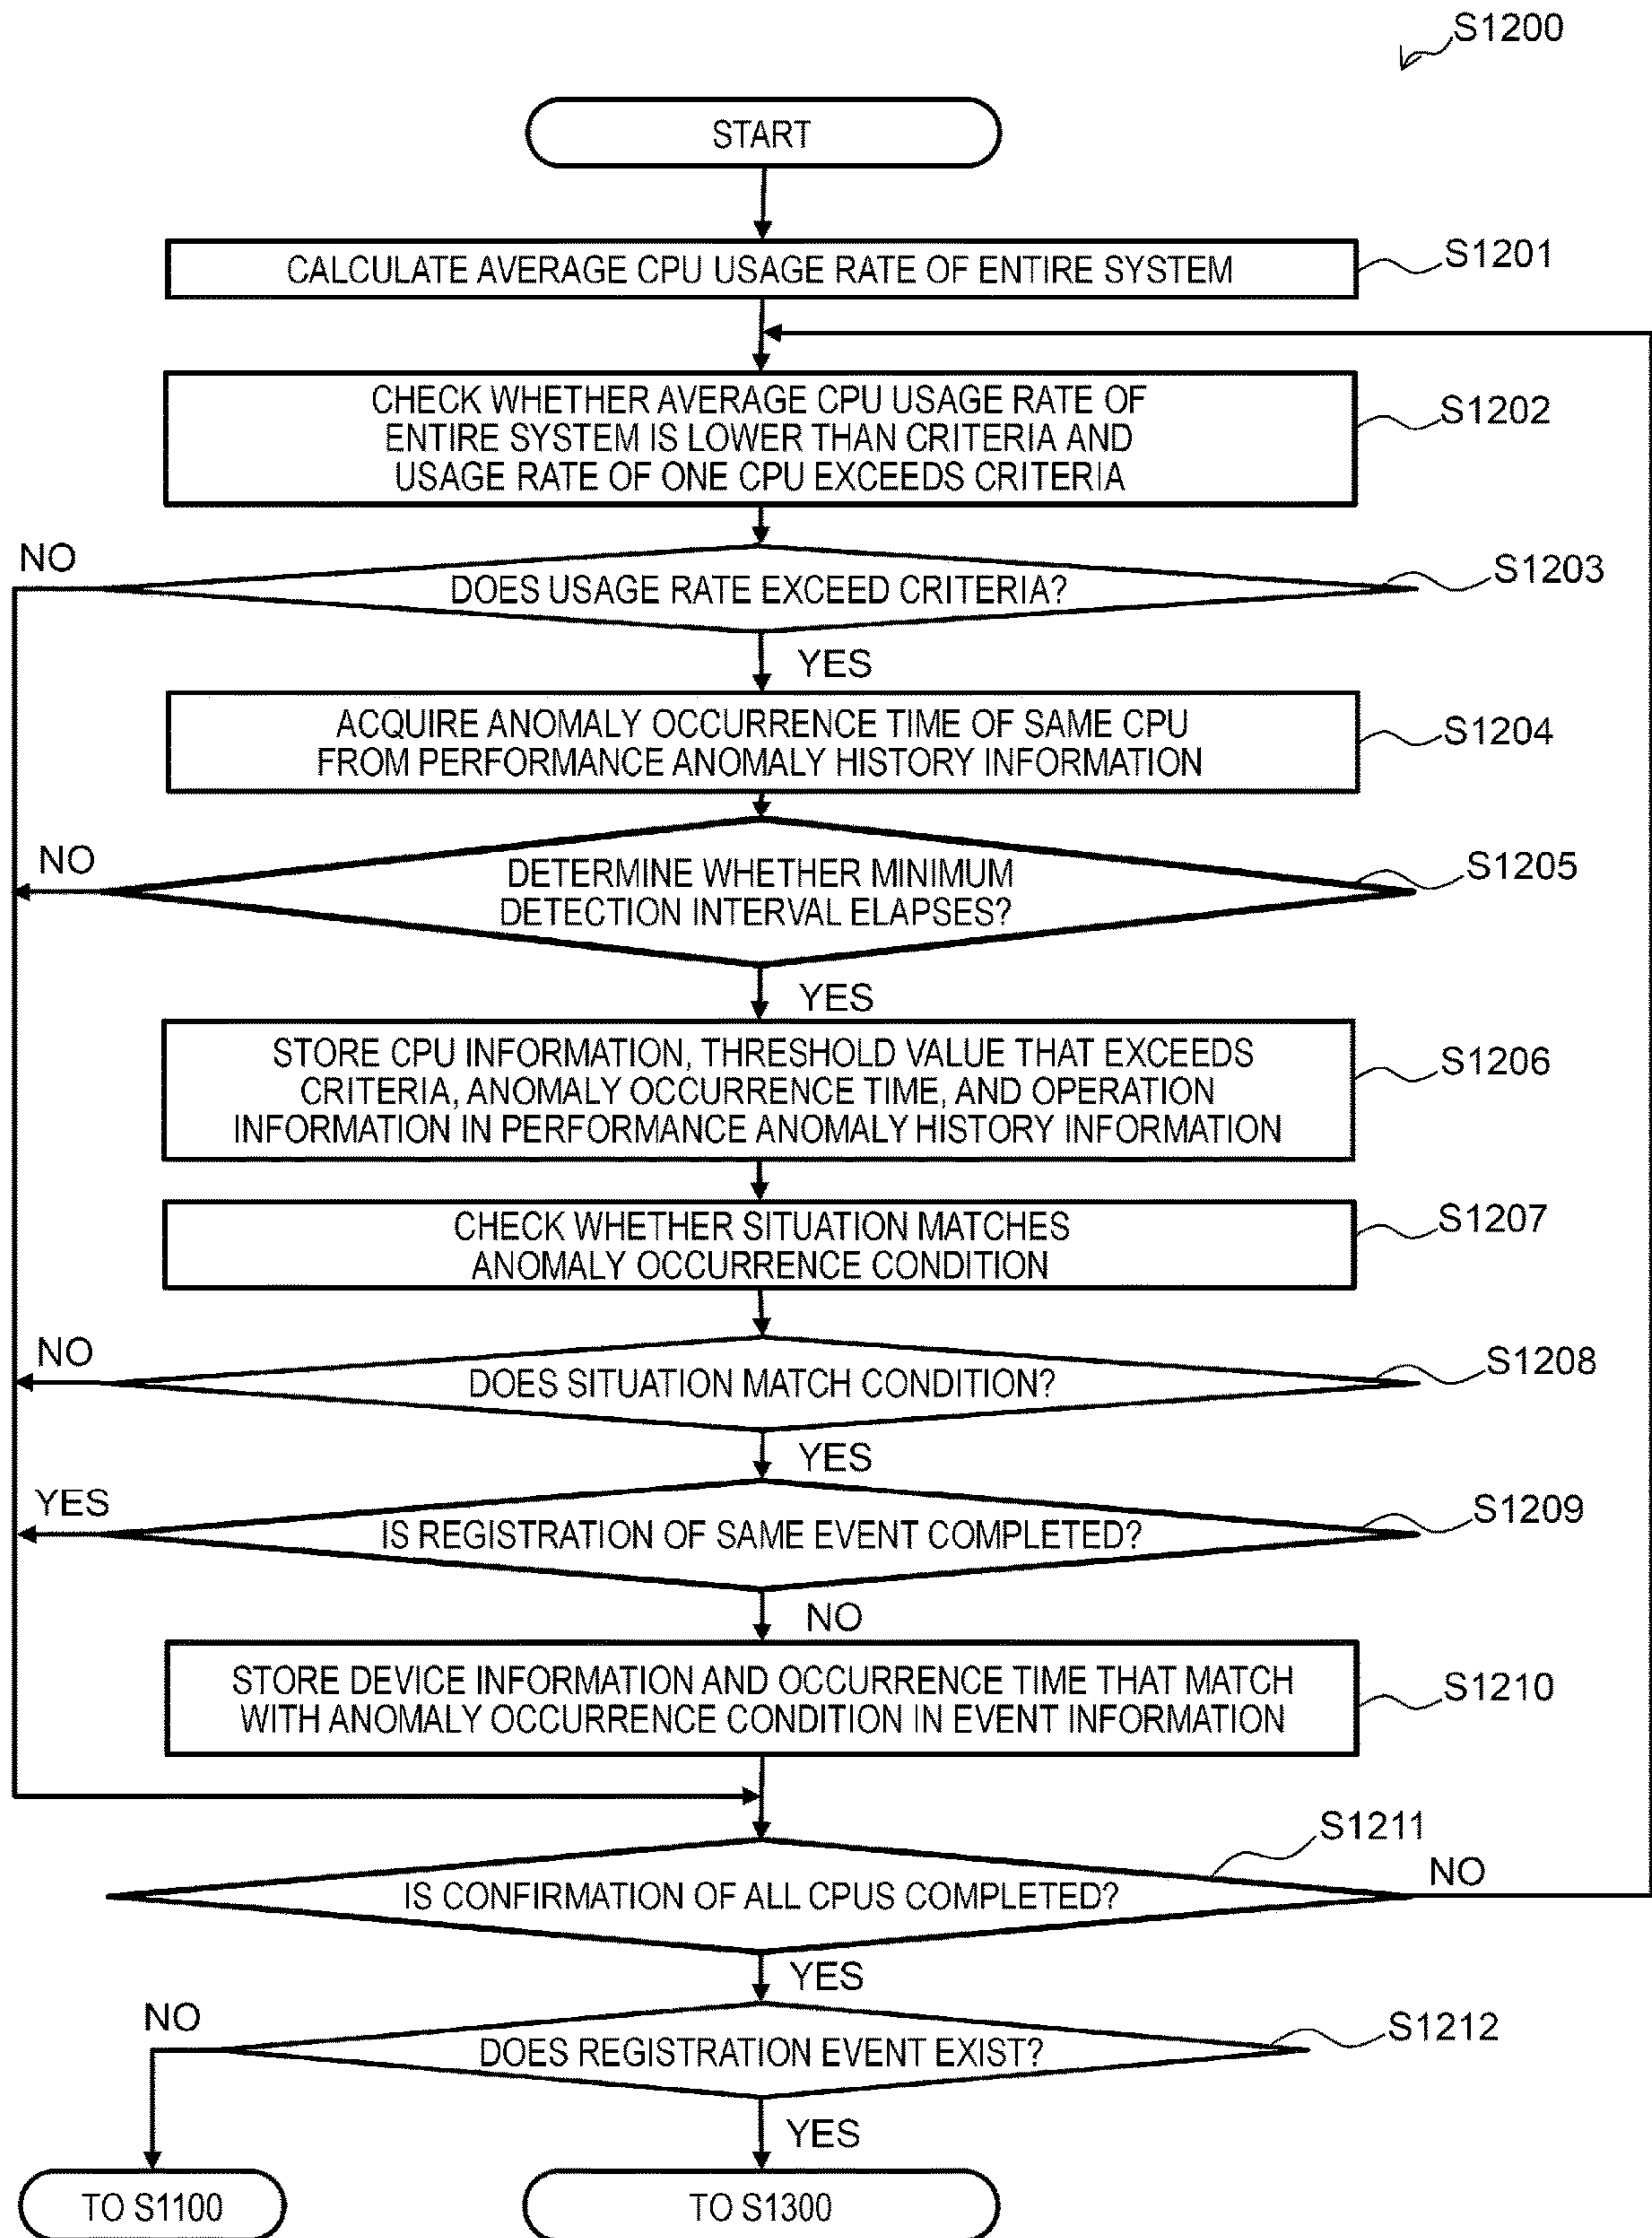 S1200
START
CALCULATE AVERAGE CPU USAGE RATE OF ENTIRE SYSTEM
S1201
CHECK WHETHER AVERAGE CPU USAGE RATE OF
ENTIRE SYSTEM IS LOWER THAN CRITERIA AND
USAGE RATE OF ONE CPU EXCEEDS CRITERIA
S1202
NO
DOES USAGE RATE EXCEED CRITERIA?
S1203
YES
ACQUIRE ANOMALY OCCURRENCE TIME OF SAME CPU
FROM PERFORMANCE ANOMALY HISTORY INFORMATION
S1204
NO
DETERMINE WHETHER MINIMUM
DETECTION INTERVAL ELAPSES?
S1205
YES
STORE CPU INFORMATION, THRESHOLD VALUE THAT EXCEEDS
CRITERIA, ANOMALY OCCURRENCE TIME, AND OPERATION
INFORMATION IN PERFORMANCE ANOMALY HISTORY INFORMATION
S1206
CHECK WHETHER SITUATION MATCHES
ANOMALY OCCURRENCE CONDITION
S1207
NO
DOES SITUATION MATCH CONDITION?
S1208
YES
YES
IS REGISTRATION OF SAME EVENT COMPLETED?
S1209
NO
STORE DEVICE INFORMATION AND OCCURRENCE TIME THAT MATCH
WITH ANOMALY OCCURRENCE CONDITION IN EVENT INFORMATION
S1210
S1211
IS CONFIRMATION OF ALL CPUS COMPLETED?
NO
YES
NO
DOES REGISTRATION EVENT EXIST?
S1212
YES
TO S1100
TO S1300